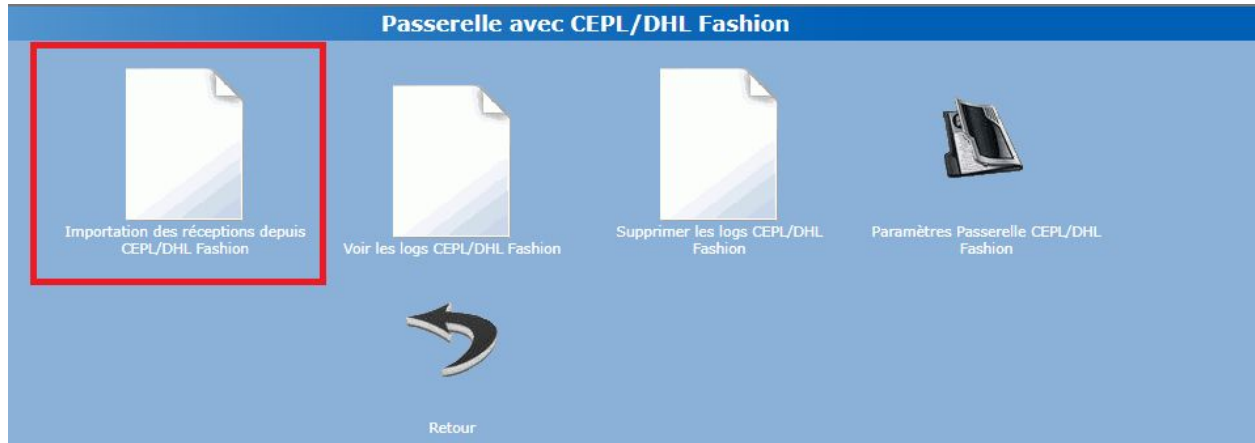 Passerelle avec CEPL/DHL Fashion
Importation des réceptions depuis
CEPL/DHL Fashion
Voir les logs CEPL/DHL Fashion
Supprimer les logs CEPL/DHL
Fashion
Paramètres Passerelle CEPL/DHL
Fashion
Retour